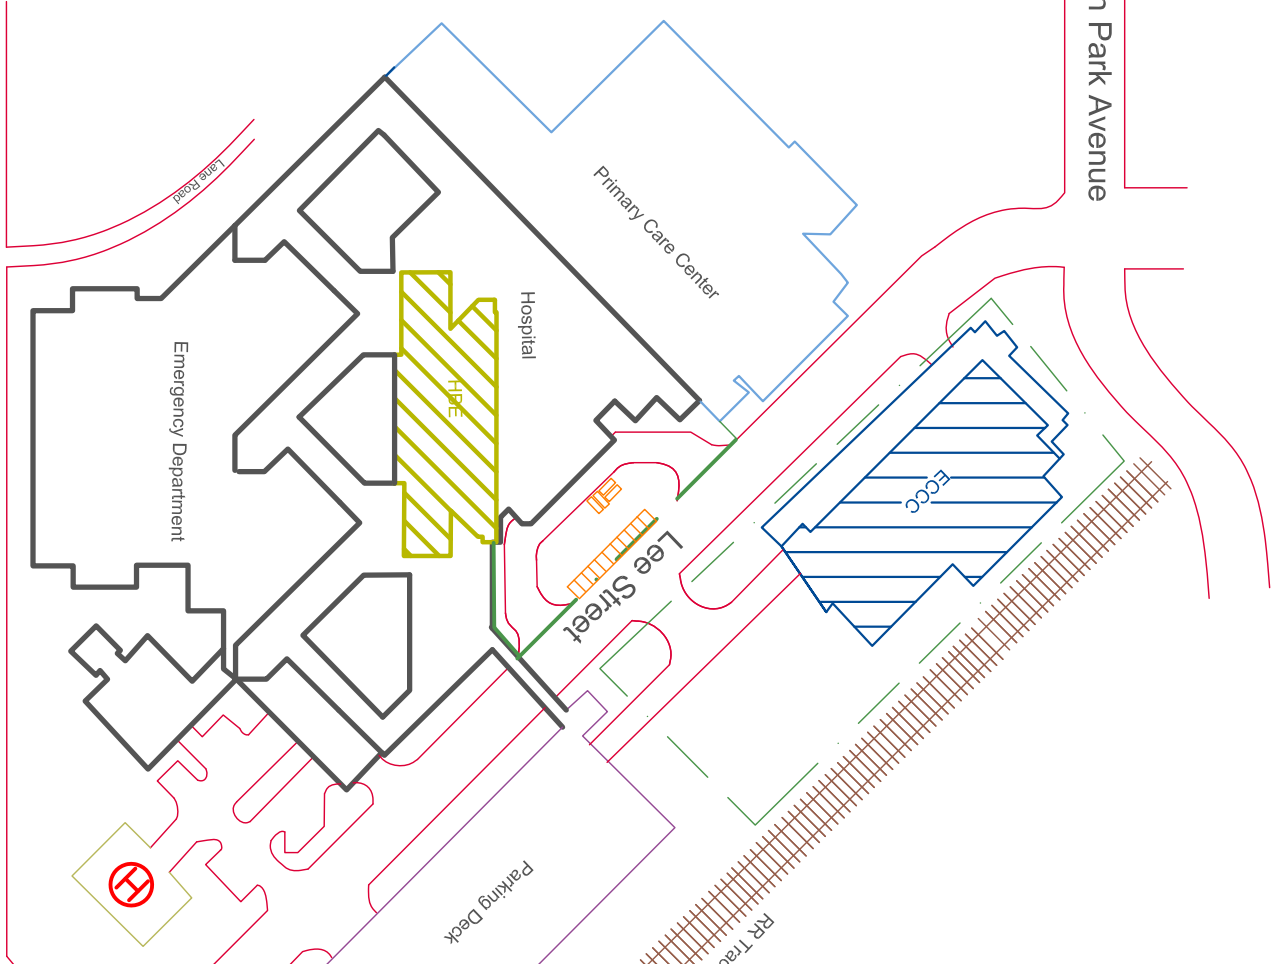 n Park Avenue
Lane Road
Primary Care Center
Hospital
Emergency Department
HBE
ECCC
Lee Street
Parking Deck
RR Trac
H